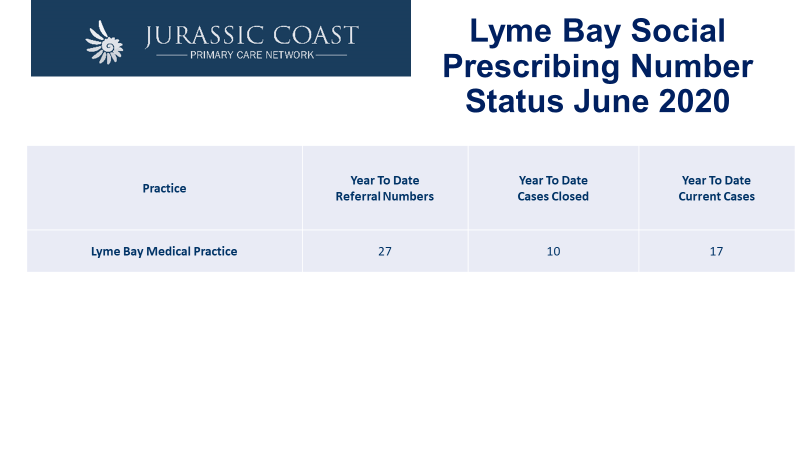 JURASSIC COAST
PRIMARY CARE NETWORK
Lyme Bay Social
Prescribing Number
Status June 2020
Practice
Year To Date
Referral Numbers
Year To Date
Cases Closed
Year To Date
Current Cases
Lyme Bay Medical Practice
27
10
17